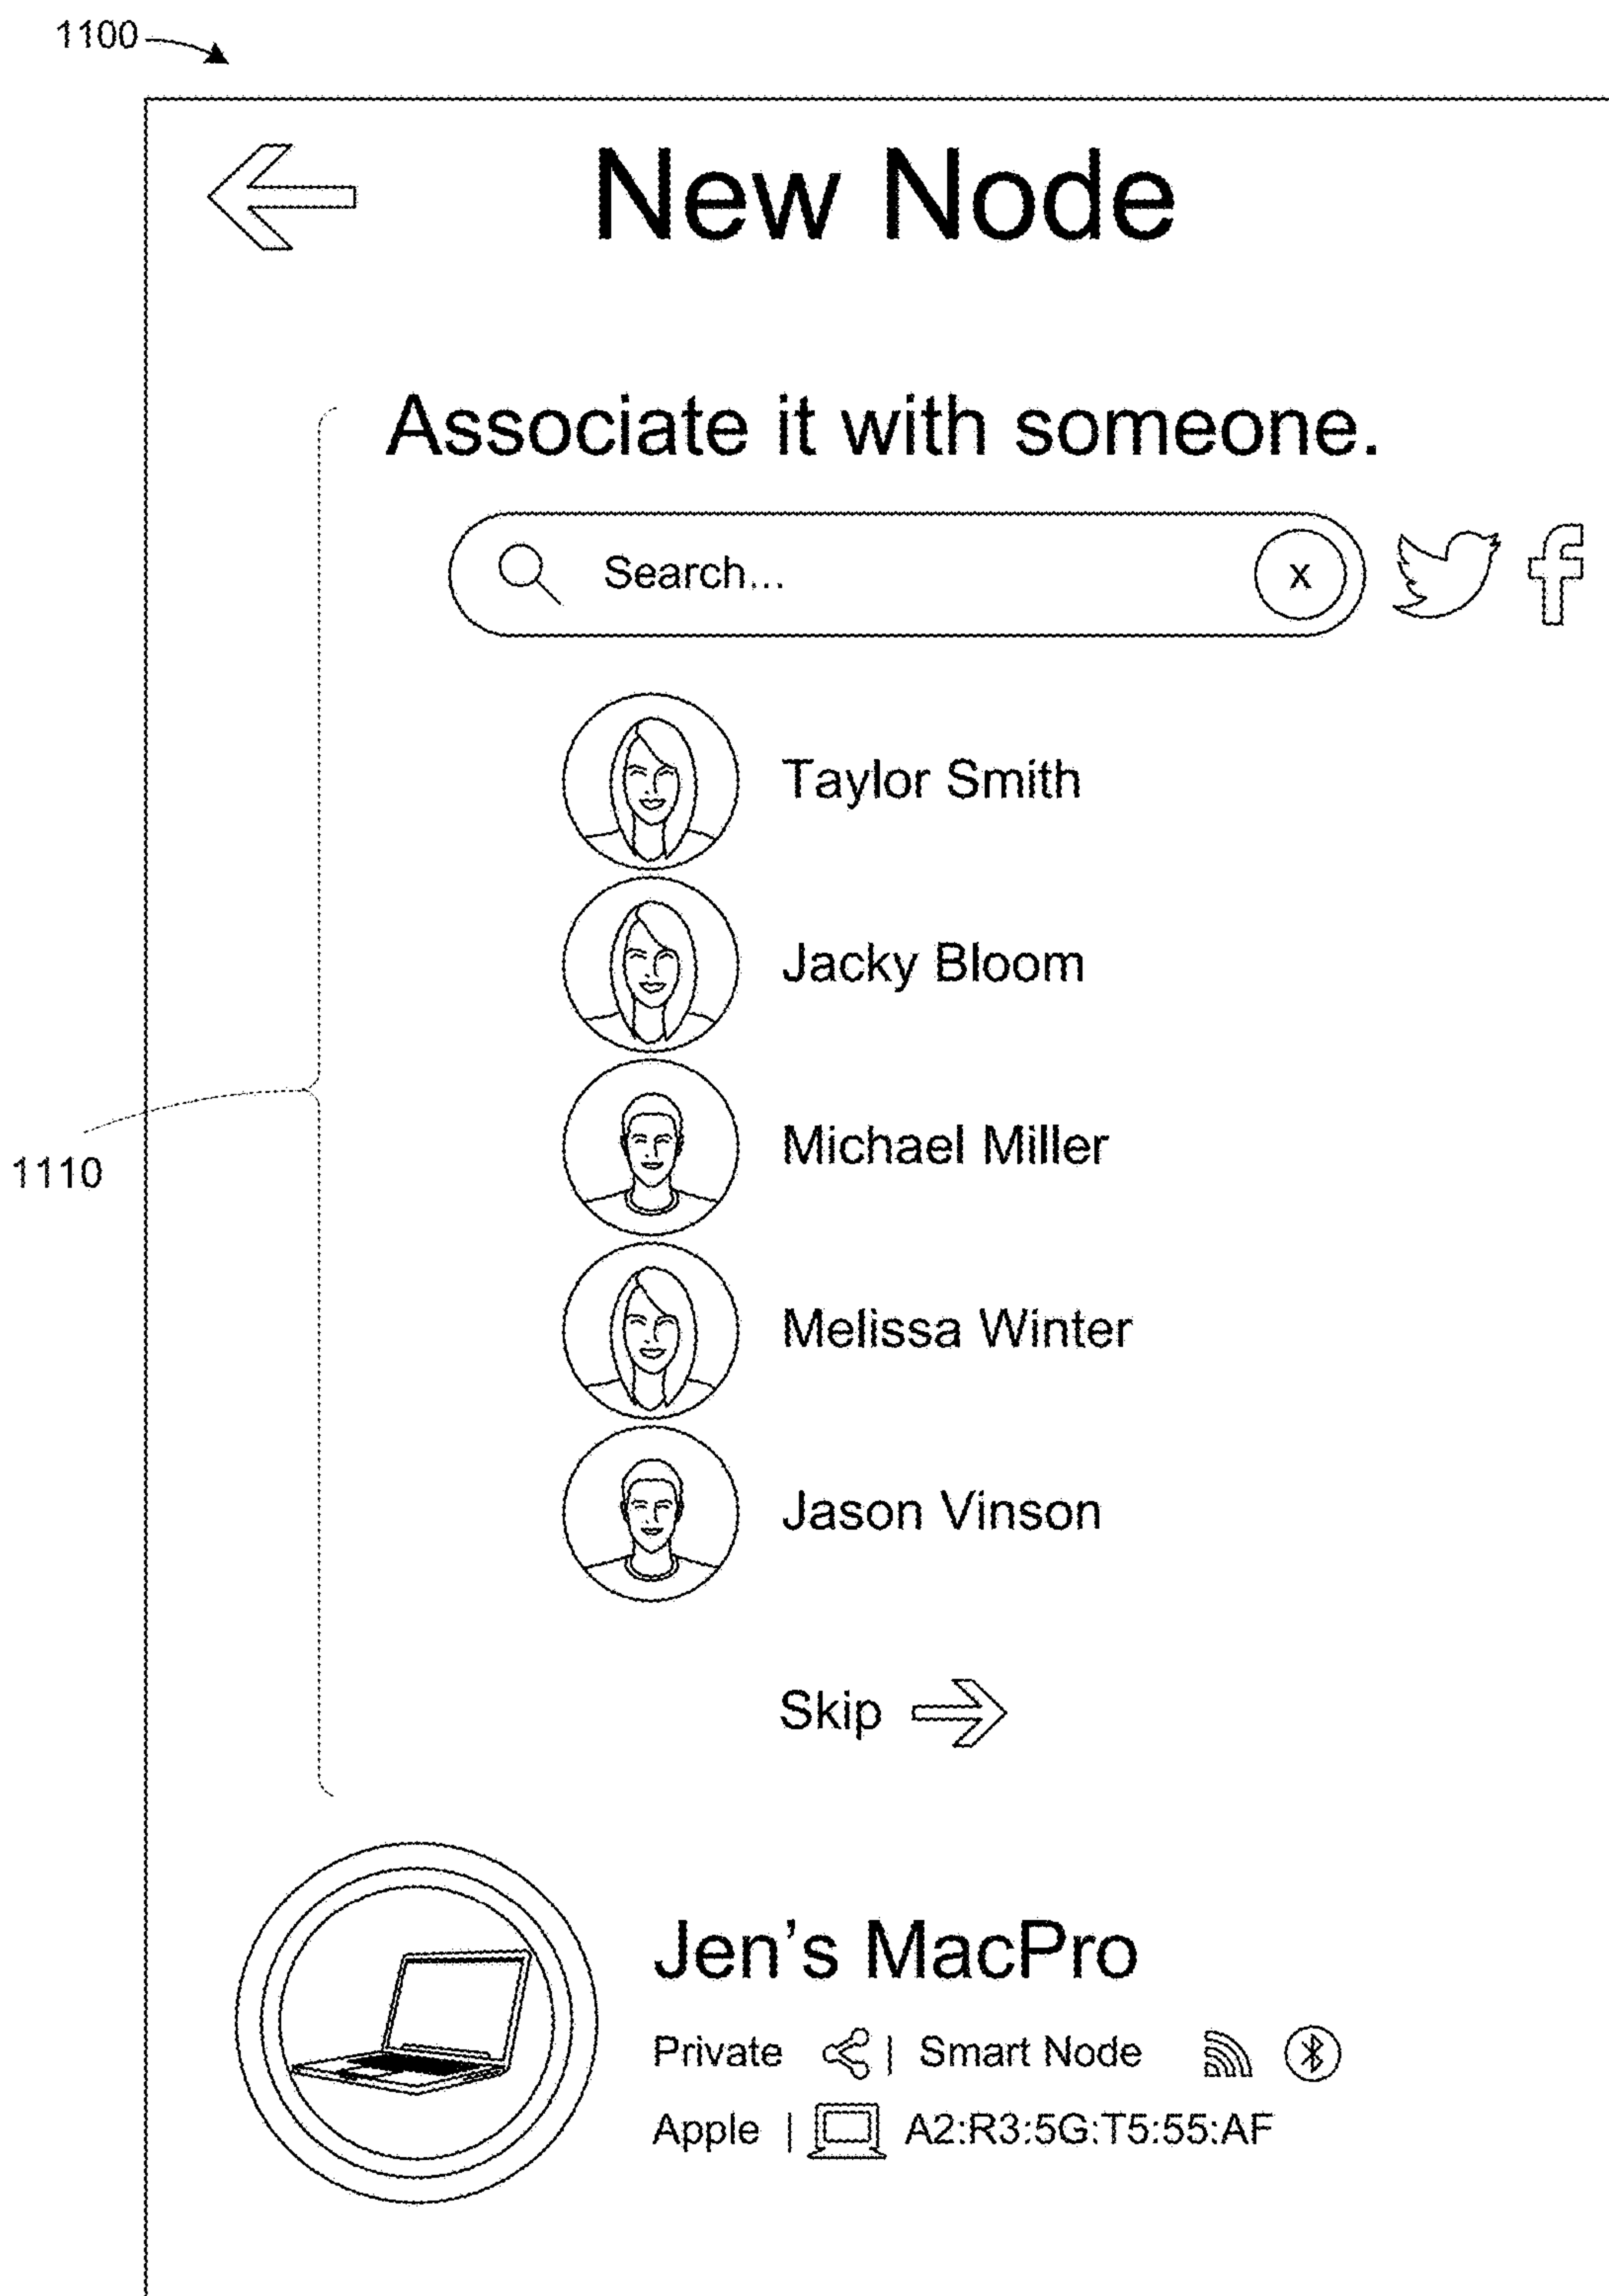 1100
New Node
Associate it with someone.
Search...
x
Taylor Smith
Jacky Bloom
Michael Miller
1110
Melissa Winter
Jason Vinson
Skip
Jen's MacPro
Private | Smart Node
Apple | A2:R3:5G:T5:55:AF